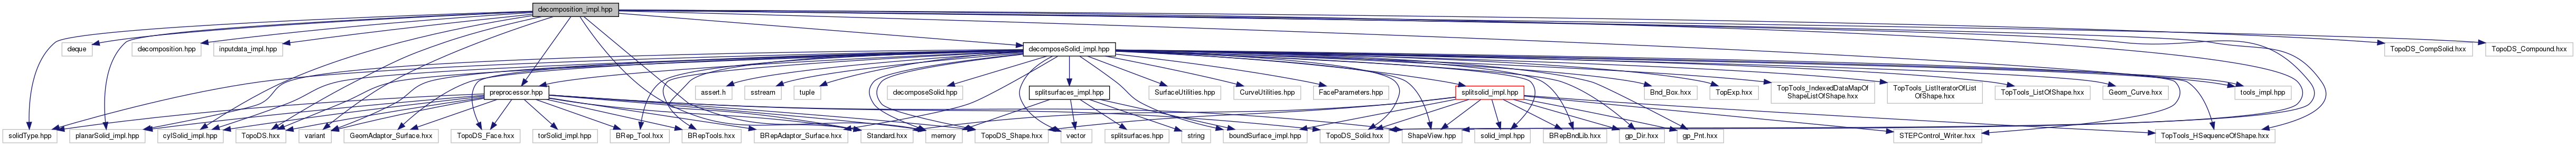 decomposition_impl.hpp
deque
decomposition.hpp
inputdata_impl.hpp
decomposeSolid_impl.hpp
TopoDS_CompSolid.hxx
TopoDS_Compound.hxx
preprocessor.hpp
assert.h
sstream
tuple
decomposeSolid.hpp
splitsurfaces_impl.hpp
SurfaceUtilities.hpp
CurveUtilities.hpp
FaceParameters.hpp
splitsolid_impl.hpp
Bnd_Box.hxx
TopExp.hxx
TopTools_IndexedDataMapOf
ShapeListOfShape.hxx
TopTools_ListIteratorOfList
OfShape.hxx
TopTools_ListOfShape.hxx
Geom_Curve.hxx
tools_impl.hpp
solidType.hpp
planarSolid_impl.hpp
cylSolid_impl.hpp
TopoDS.hxx
variant
GeomAdaptor_Surface.hxx
TopoDS_Face.hxx
torSolid_impl.hpp
BRep_Tool.hxx
BRepTools.hxx
BRepAdaptor_Surface.hxx
Standard.hxx
memory
TopoDS_Shape.hxx
vector
splitsurfaces.hpp
string
boundSurface_impl.hpp
TopoDS_Solid.hxx
ShapeView.hpp
solid_impl.hpp
BRepBndLib.hxx
gp_Dir.hxx
gp_Pnt.hxx
STEPControl_Writer.hxx
TopTools_HSequenceOfShape.hxx